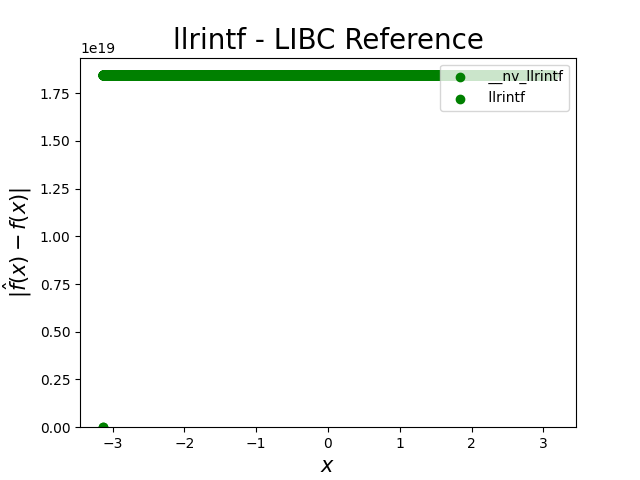 llrintf - LIBC Reference
1e19
__nv_llrintf
llrintf
1.75
1.50
1.25
1.00
0.75
0.50
0.25
0.00
|f̂(x) − f(x)|
−3
−2
−1
0
1
2
3
x